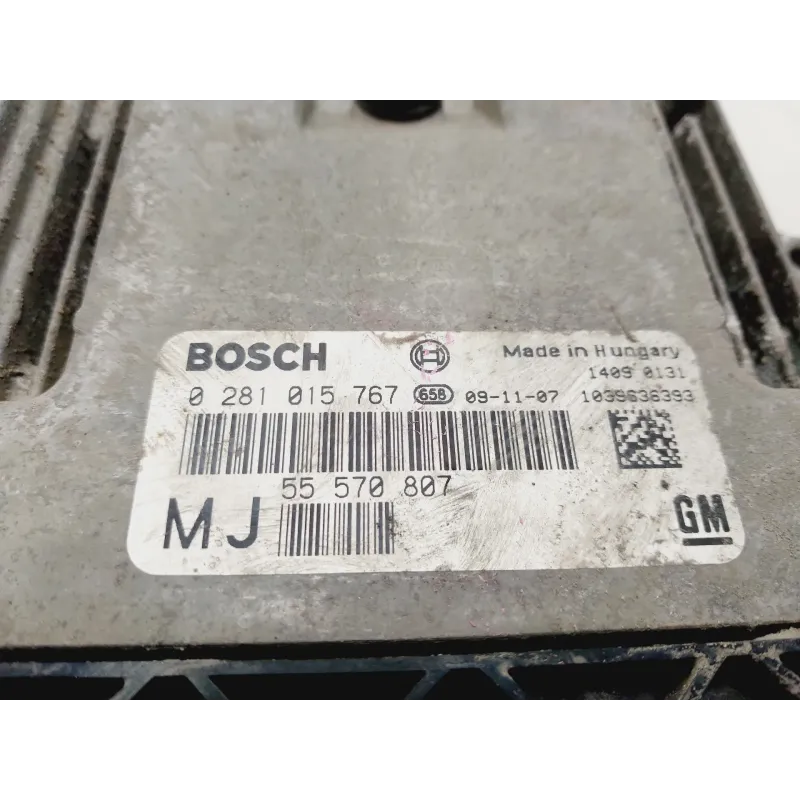 BOSCH Made in Hungary
1409 0131
0 281 015 767 658 09-11-07 1039S36393
55 570 807
MJ GM